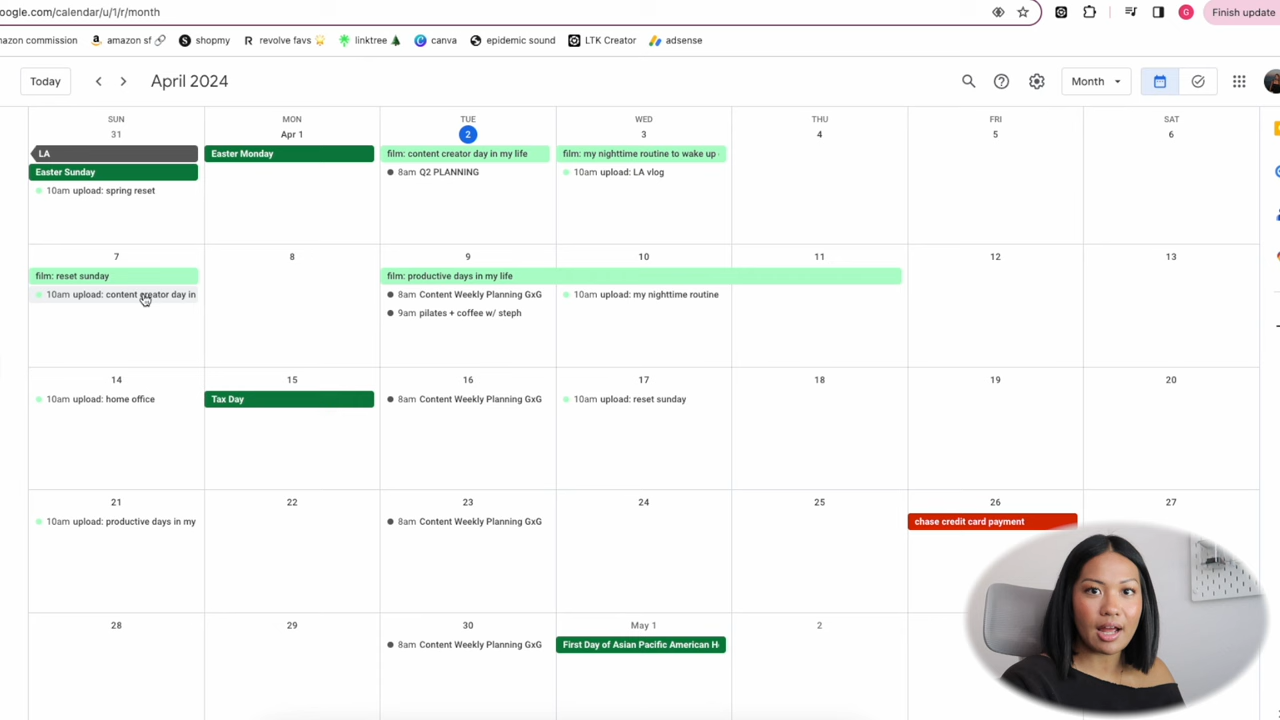 oogle.com/calendar/u/1/r/month
Finish update
nazon commission amazon sf shopmy revolve favs linktree canva epidemic sound LTK Creator adsense
Today April 2024 Month
SUN MON TUE WED THU FRI SAT
31 Apr 1 2 3 4 5 6
LA
Easter Sunday
10am upload: spring reset
Easter Monday
film: content creator day in my life
8am Q2 PLANNING
film: my nighttime routine to wake up
10am upload: LA vlog
7 8 9 10 11 12 13
film: reset sunday
10am upload: content creator day in
film: productive days in my life
8am Content Weekly Planning GxG
9am pilates + coffee w/ steph
10am upload: my nighttime routine
14 15 16 17 18 19 20
10am upload: home office
Tax Day
8am Content Weekly Planning GxG
10am upload: reset sunday
21 22 23 24 25 26 27
10am upload: productive days in my
8am Content Weekly Planning GxG
chase credit card payment
28 29 30 May 1 2
8am Content Weekly Planning GxG
First Day of Asian Pacific American H